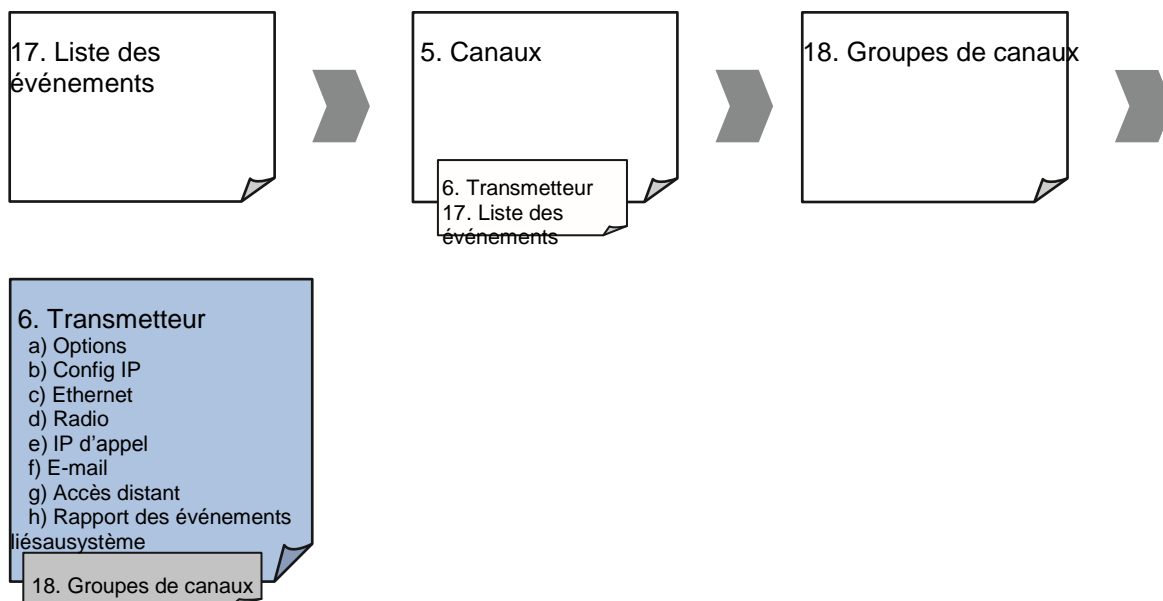 17. Liste des
événements
5. Canaux
6. Transmetteur
17. Liste des
événements
18. Groupes de canaux
6. Transmetteur
a) Options
b) Config IP
c) Ethernet
d) Radio
e) IP d'appel
f) E-mail
g) Accès distant
h) Rapport des événements
liésausystème
18. Groupes de canaux